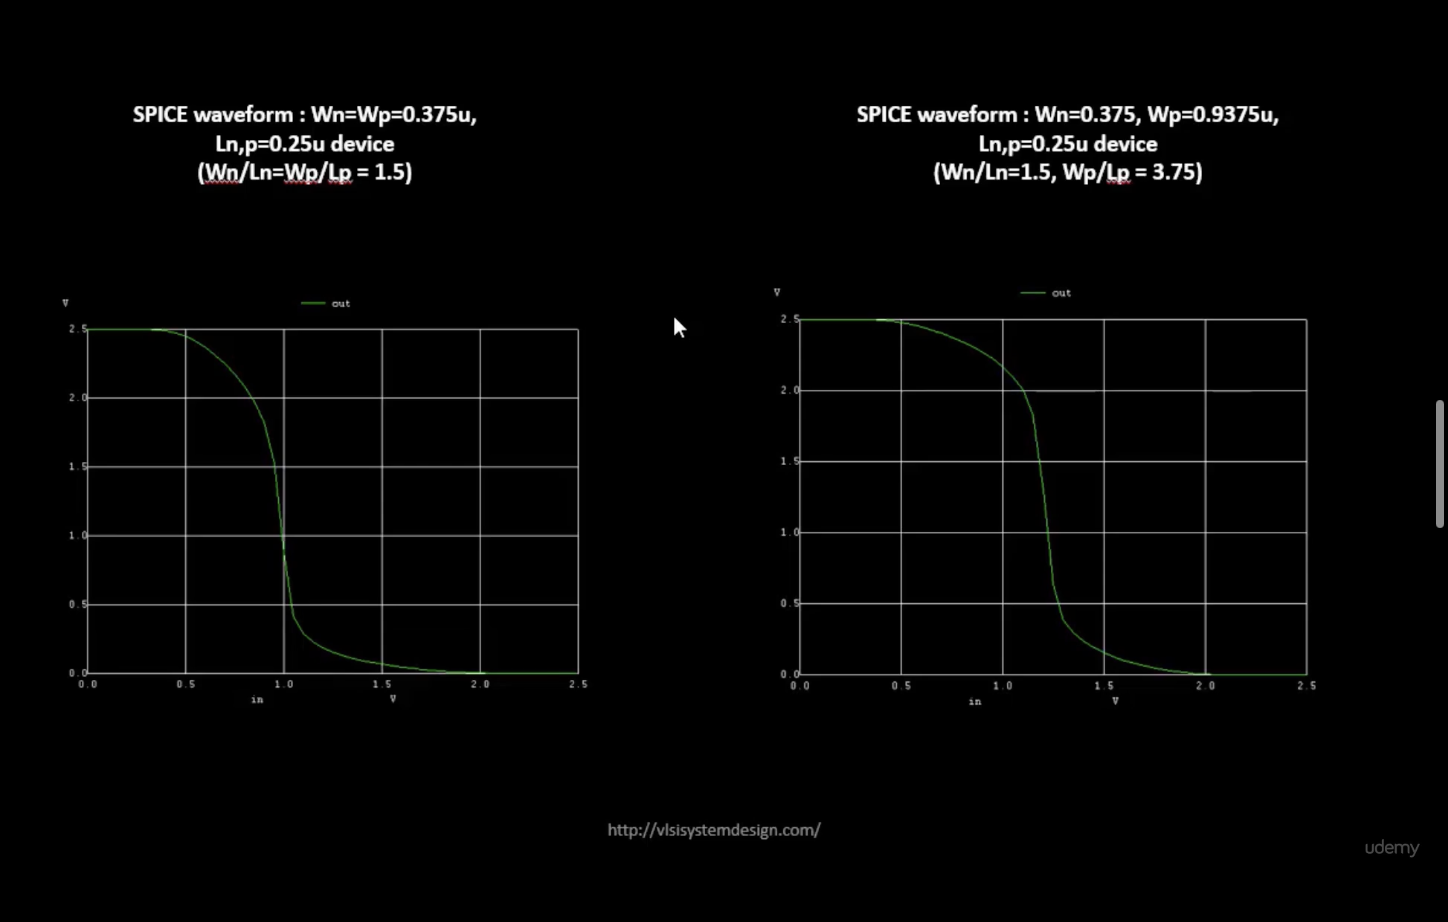 SPICE waveform : Wn=Wp=0.375u,
Ln,p=0.25u device
(Wn/Ln=Wp/Lp = 1.5)
SPICE waveform : Wn=0.375, Wp=0.9375u,
Ln,p=0.25u device
(Wn/Ln=1.5, Wp/Lp = 3.75)
V
out
2.5
2.0
1.5
1.0
0.5
0.0
0.0 0.5 1.0 1.5 2.0 2.5
in V
V
out
2.5
2.0
1.5
1.0
0.5
0.0
0.0 0.5 1.0 1.5 2.0 2.5
in V
http://vlsisystemdesign.com/
udemy